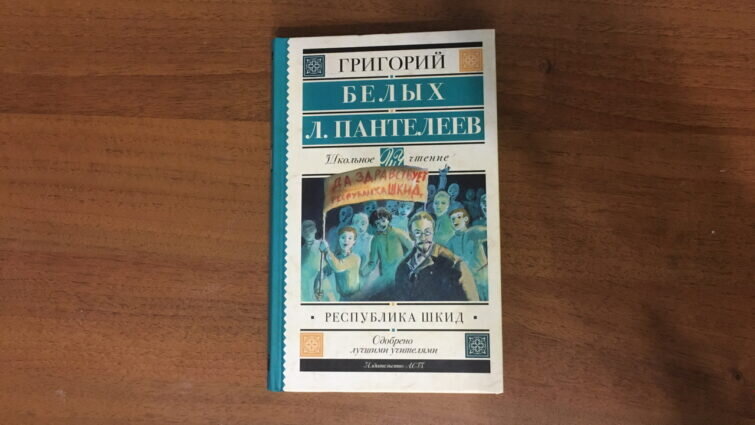 ГРИГОРИЙ
БЕЛЫХ
Л. ПАНТЕЛЕЕВ
Школьное чтение
ДА ЗДРАВСТВУЕТ
РЕСПУБЛИКА ШКИД
· РЕСПУБЛИКА ШКИД ·
Одобрено
лучшими учителями
Издательство АСТ